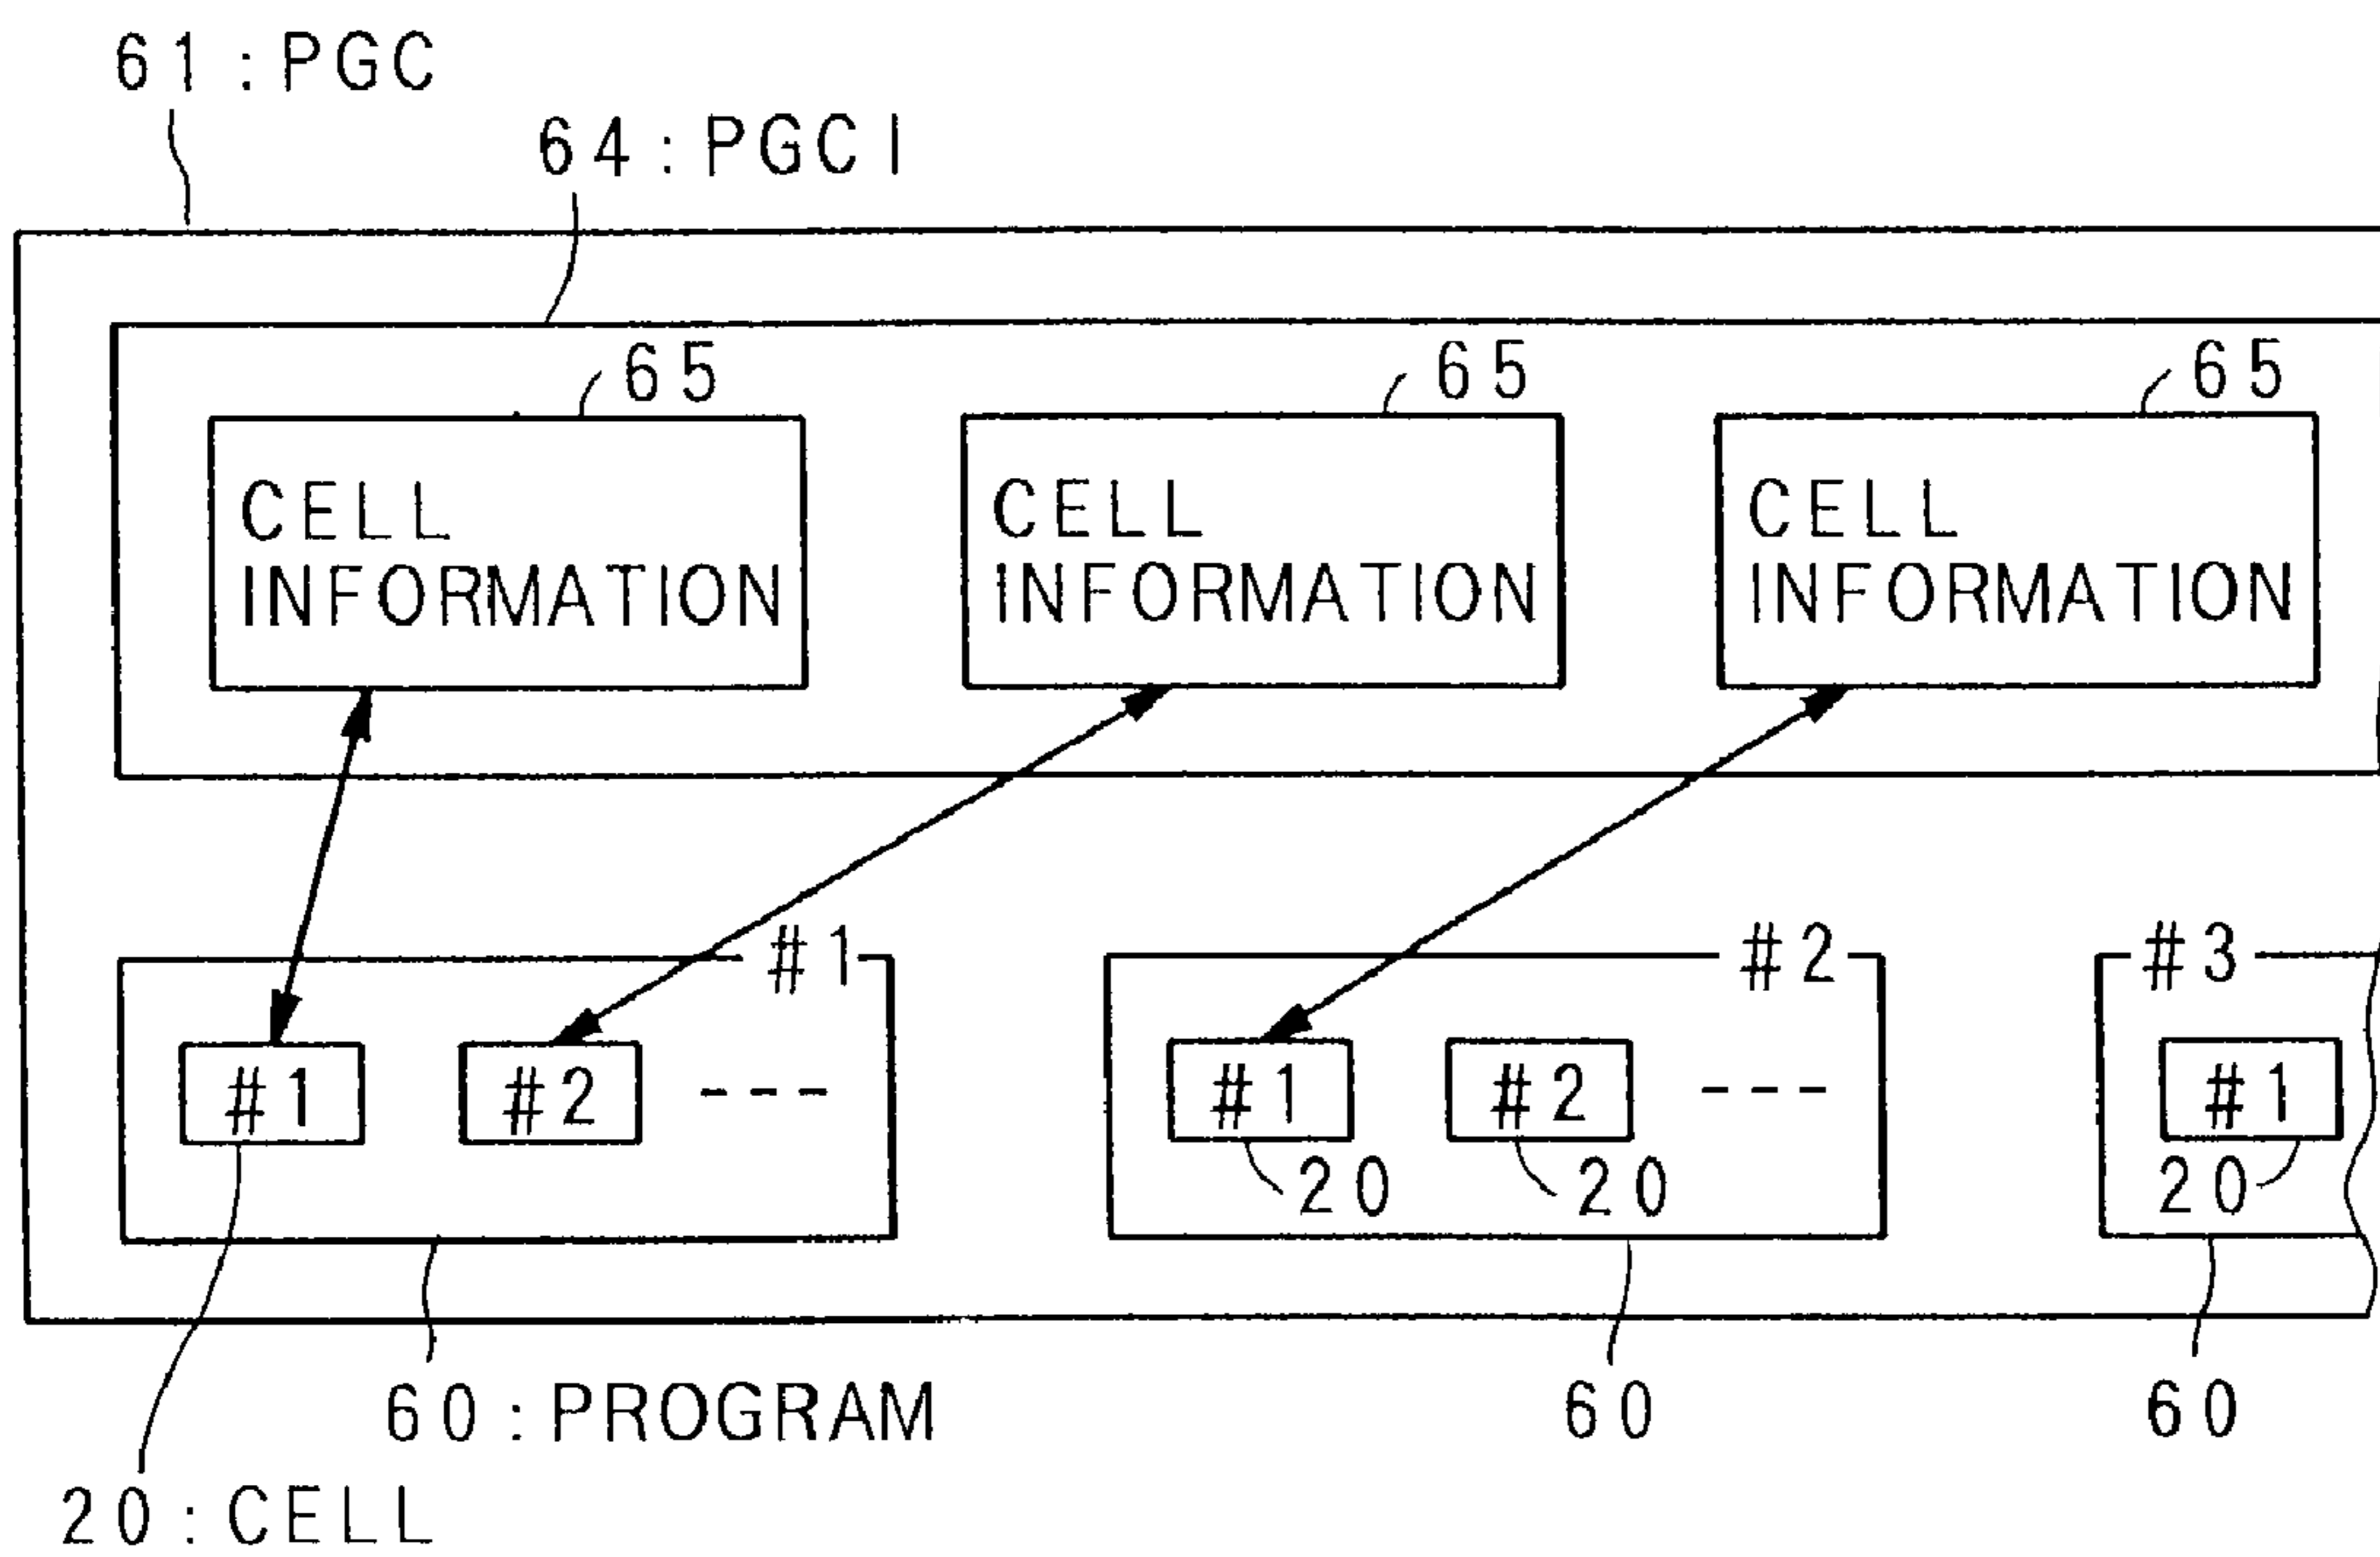 61:PGC
64:PGCI
65 65 65
CELL INFORMATION
CELL INFORMATION
CELL INFORMATION
#1 #2 #3
#1 #2 --- #1 #2 --- #1
20 20 20
60:PROGRAM 60 60
20:CELL